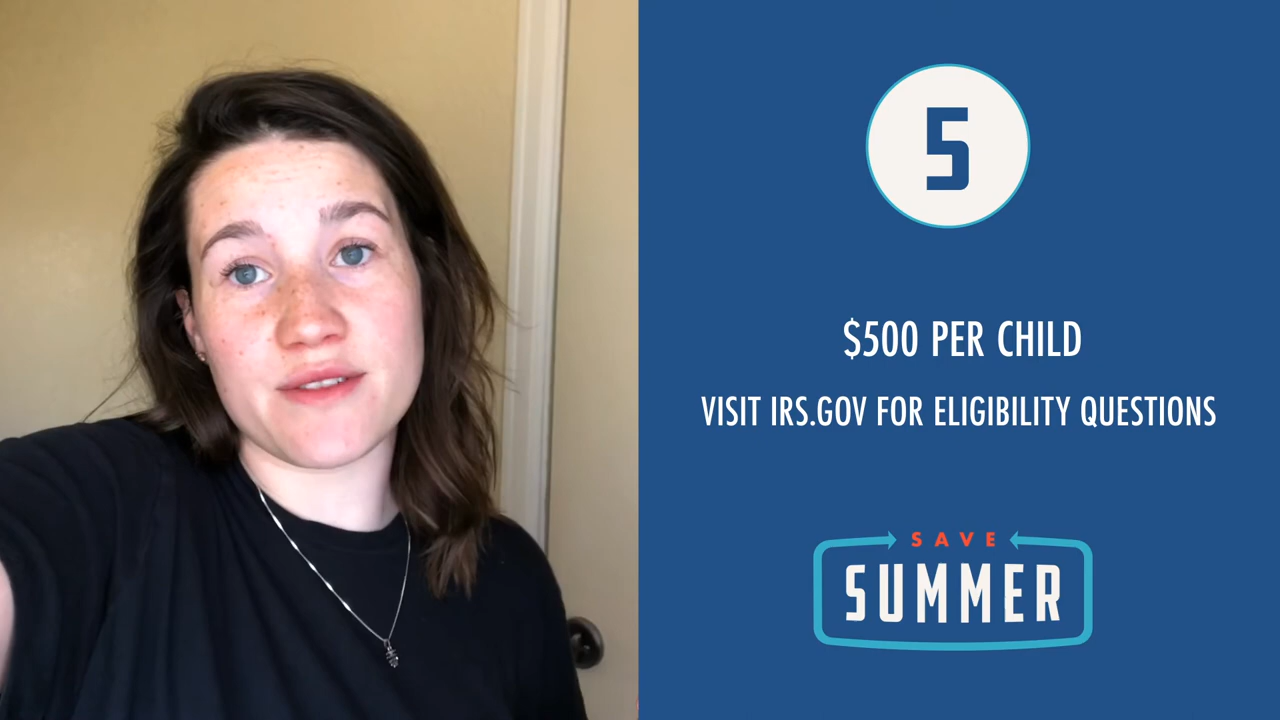 5
$500 PER CHILD
VISIT IRS.GOV FOR ELIGIBILITY QUESTIONS
SAVE
SUMMER